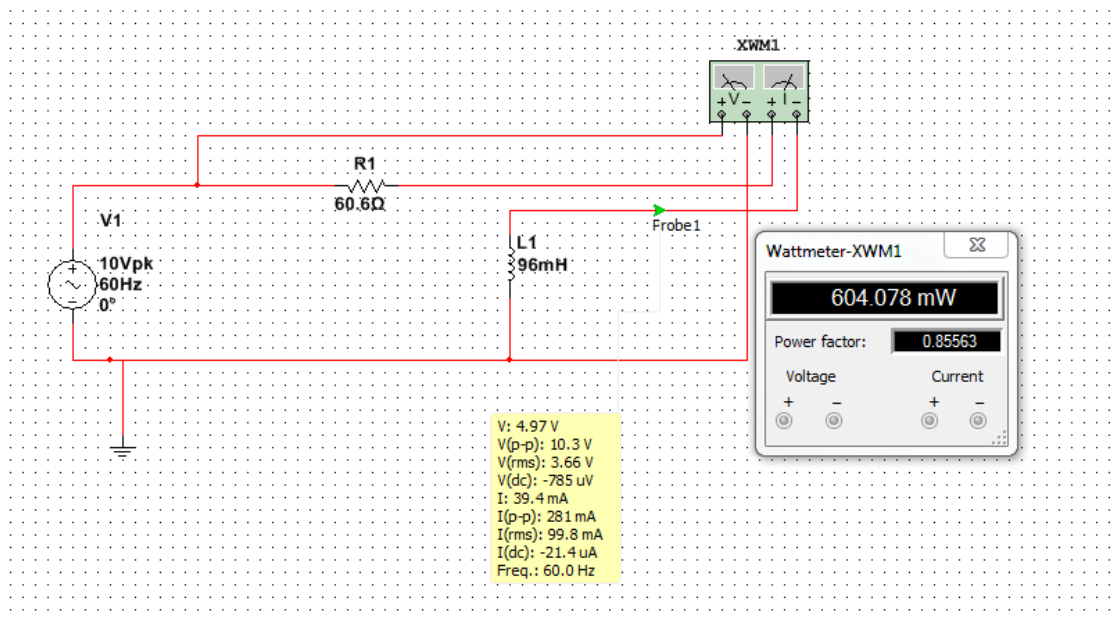 XWM1
+ V - + I -
R1
60.6Ω
V1
+
10Vpk
~
60Hz
-
0°
L1
96mH
Probe1
Wattmeter-XWM1
604.078 mW
Power factor:
0.85563
Voltage Current
+ - + -
V: 4.97 V
V(p-p): 10.3 V
V(rms): 3.66 V
V(dc): -785 uV
I: 39.4 mA
I(p-p): 281 mA
I(rms): 99.8 mA
I(dc): -21.4 uA
Freq.: 60.0 Hz